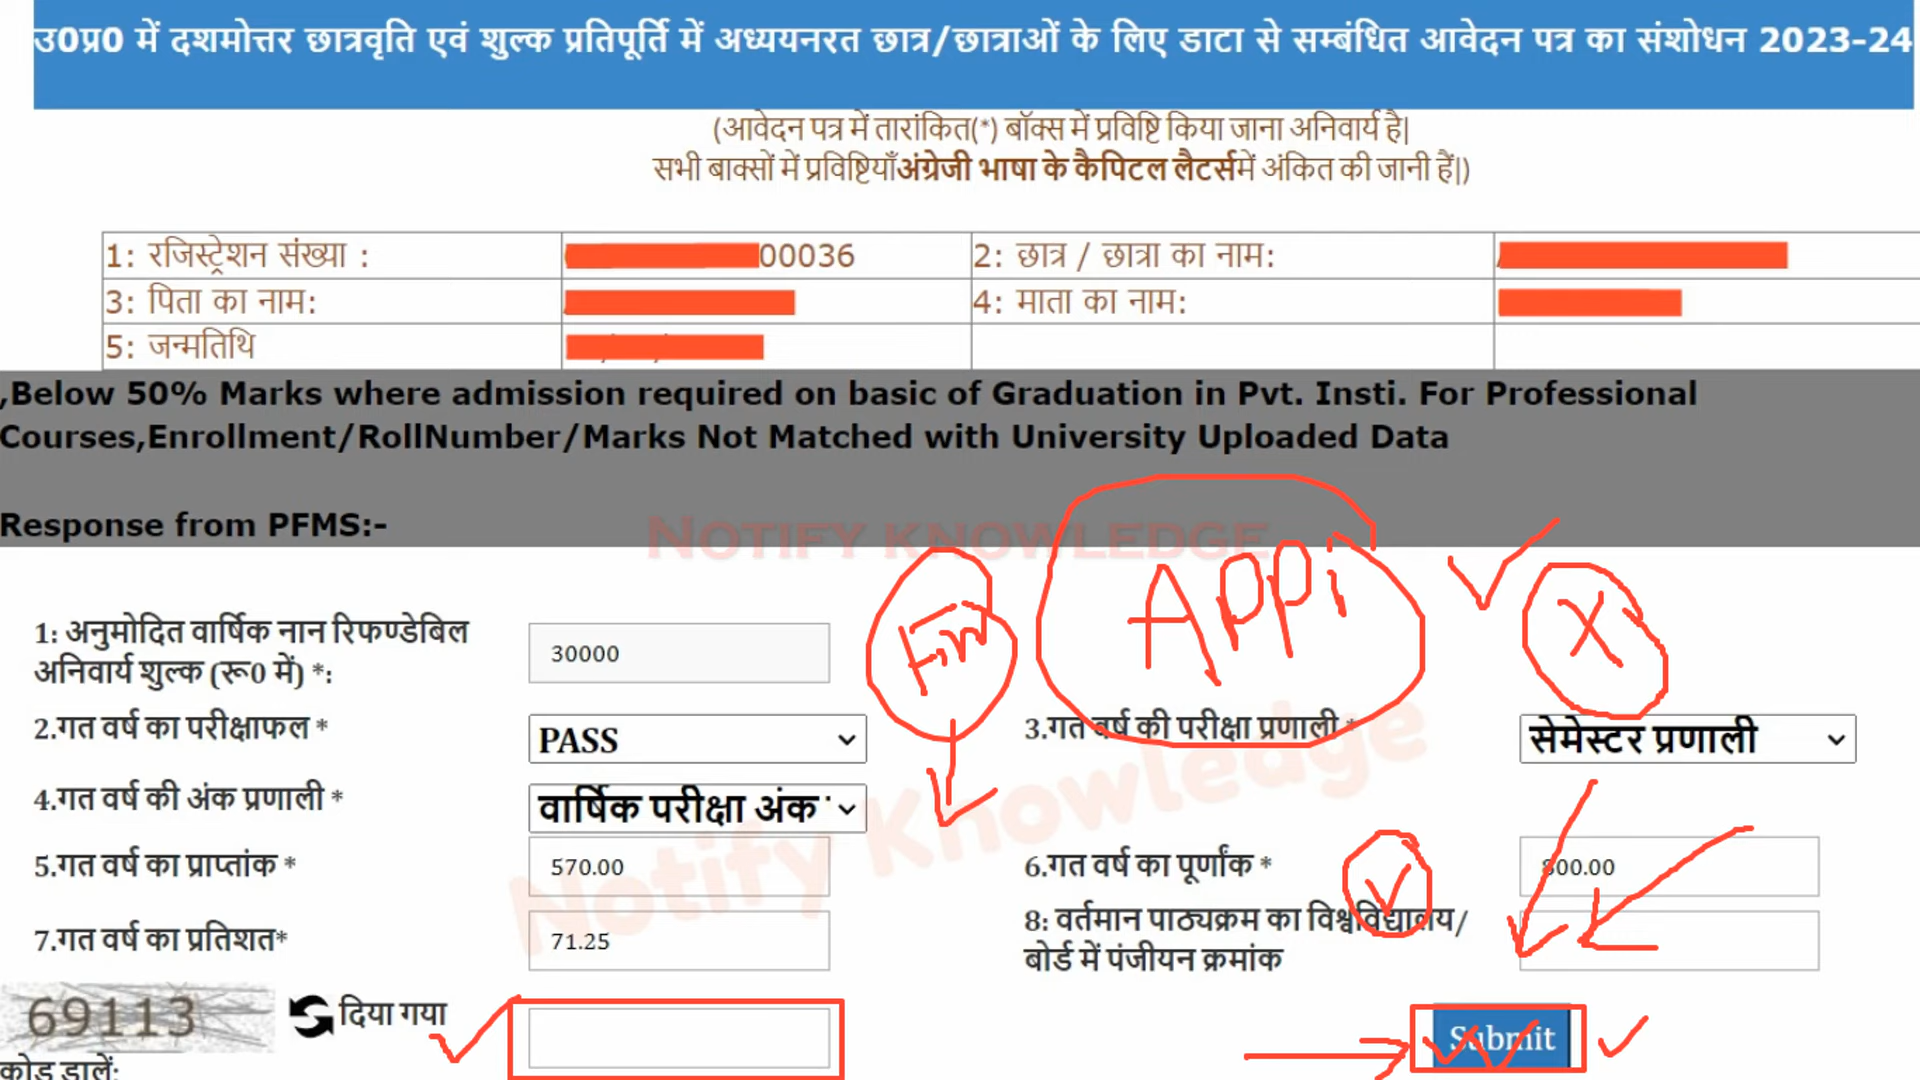 उ0प्र0 में दशमोत्तर छात्रवृति एवं शुल्क प्रतिपूर्ति में अध्ययनरत छात्र/छात्राओं के लिए डाटा से सम्बंधित आवेदन पत्र का संशोधन 2023-24
(आवेदन पत्र में तारांकित(*) बॉक्स में प्रविष्टि किया जाना अनिवार्य है|
सभी बाक्सों में प्रविष्टियाँअंग्रेजी भाषा के कैपिटल लैटर्समें अंकित की जानी हैं|)
1: रजिस्ट्रेशन संख्या : 00036 2: छात्र / छात्रा का नाम:
3: पिता का नाम: 4: माता का नाम:
5: जन्मतिथि
,Below 50% Marks where admission required on basic of Graduation in Pvt. Insti. For Professional
Courses,Enrollment/RollNumber/Marks Not Matched with University Uploaded Data
Response from PFMS:-
NOTIFY KNOWLEDGE
Appi
X
1: अनुमोदित वार्षिक नान रिफण्डेबिल
अनिवार्य शुल्क (रू0 में) *: 30000
2.गत वर्ष का परीक्षाफल * PASS 3.गत वर्ष की परीक्षा प्रणाली * सेमेस्टर प्रणाली
4.गत वर्ष की अंक प्रणाली * वार्षिक परीक्षा अंक
Notify Knowledge
5.गत वर्ष का प्राप्तांक * 570.00 6.गत वर्ष का पूर्णांक * 800.00
7.गत वर्ष का प्रतिशत* 71.25 8: वर्तमान पाठ्यक्रम का विश्वविद्यालय/
बोर्ड में पंजीयन क्रमांक
69113 दिया गया
कोड डालें:
Submit